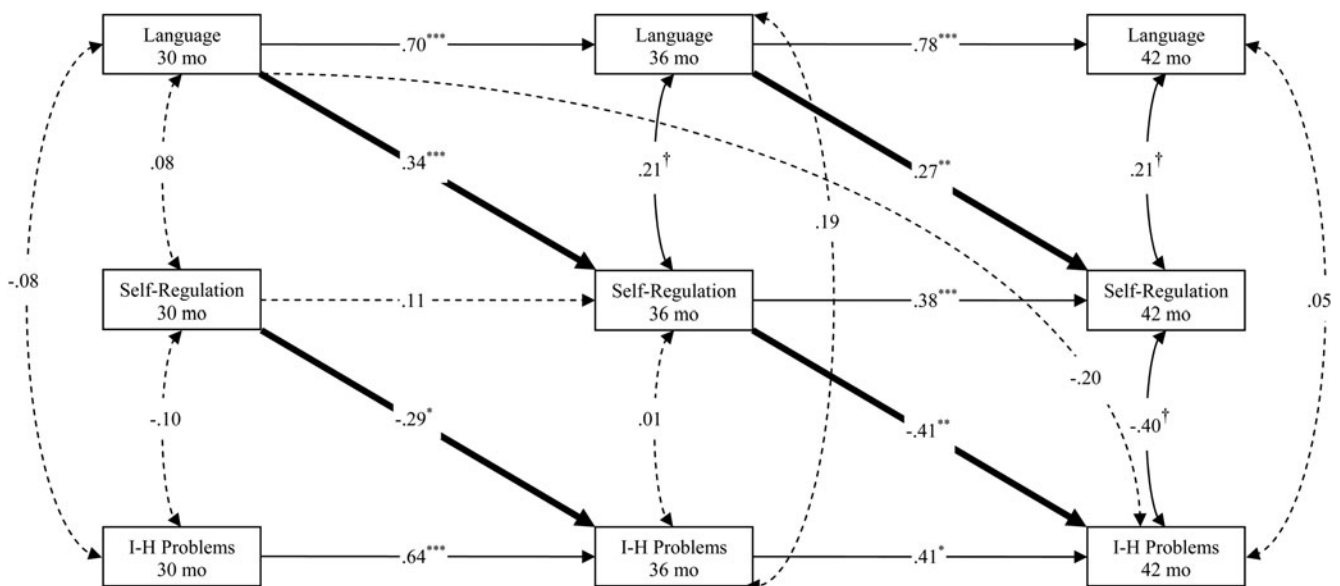 Language
30 mo
.70***
Language
36 mo
.78***
Language
42 mo
.08
.34***
.21†
.27**
.21†
-.08
.19
.05
Self-Regulation
30 mo
.11
Self-Regulation
36 mo
.38***
Self-Regulation
42 mo
-.20
-.10
-.29*
.01
-.41**
-.40†
I-H Problems
30 mo
.64***
I-H Problems
36 mo
.41*
I-H Problems
42 mo